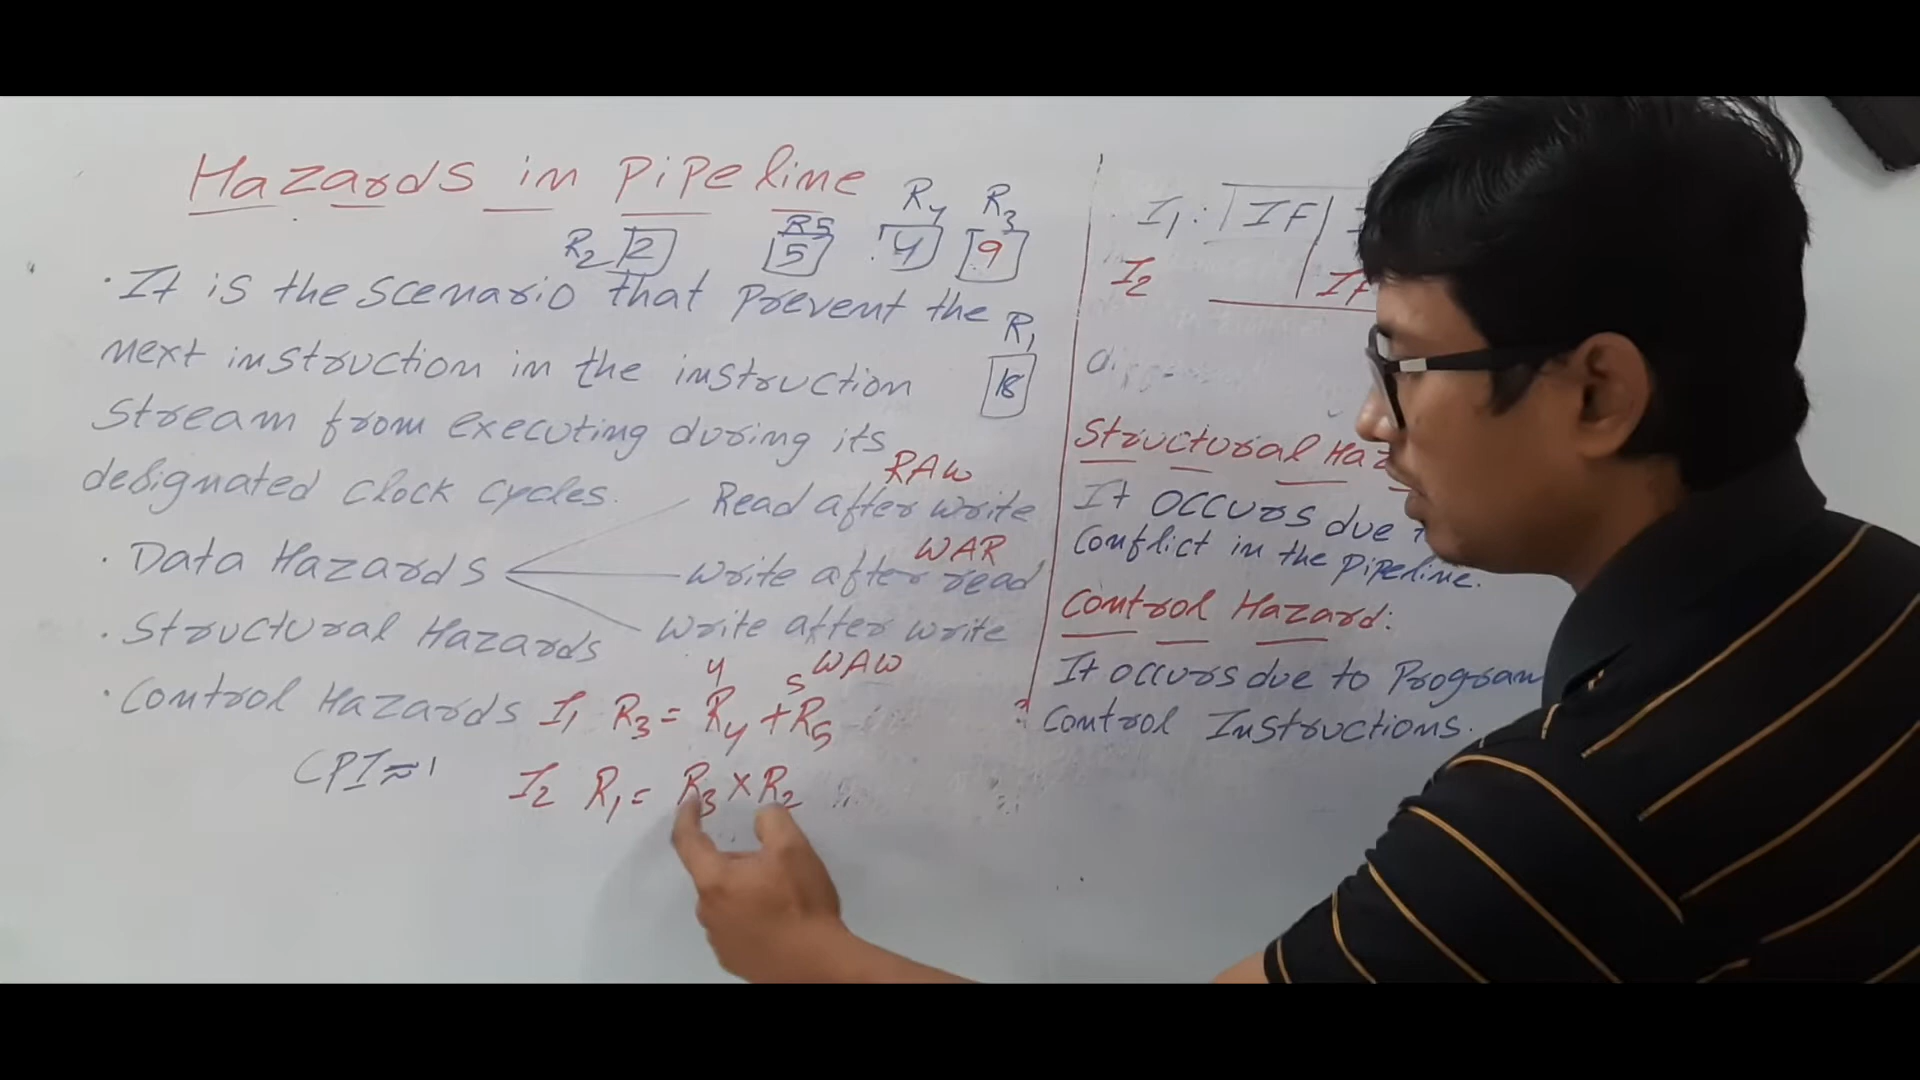 Hazards in Pipeline
R4 R3
R2 2 R5 5 4 9
· It is the scenario that prevent the
R1
next instruction in the instruction
18
stream from executing during its
designated clock cycles.
RAW
Read after write
· Data Hazards
WAR
write after read
· Structural Hazards
write after write
WAW
· Control Hazards
4 5
I1 R3 = R4 + R5
CPI≈1
I2 R1 = R3 × R2
I1: IF
I2 IF
Structural Haz
It occurs due
conflict in the pipeline.
Control Hazard:
It occurs due to Program
Control Instructions.